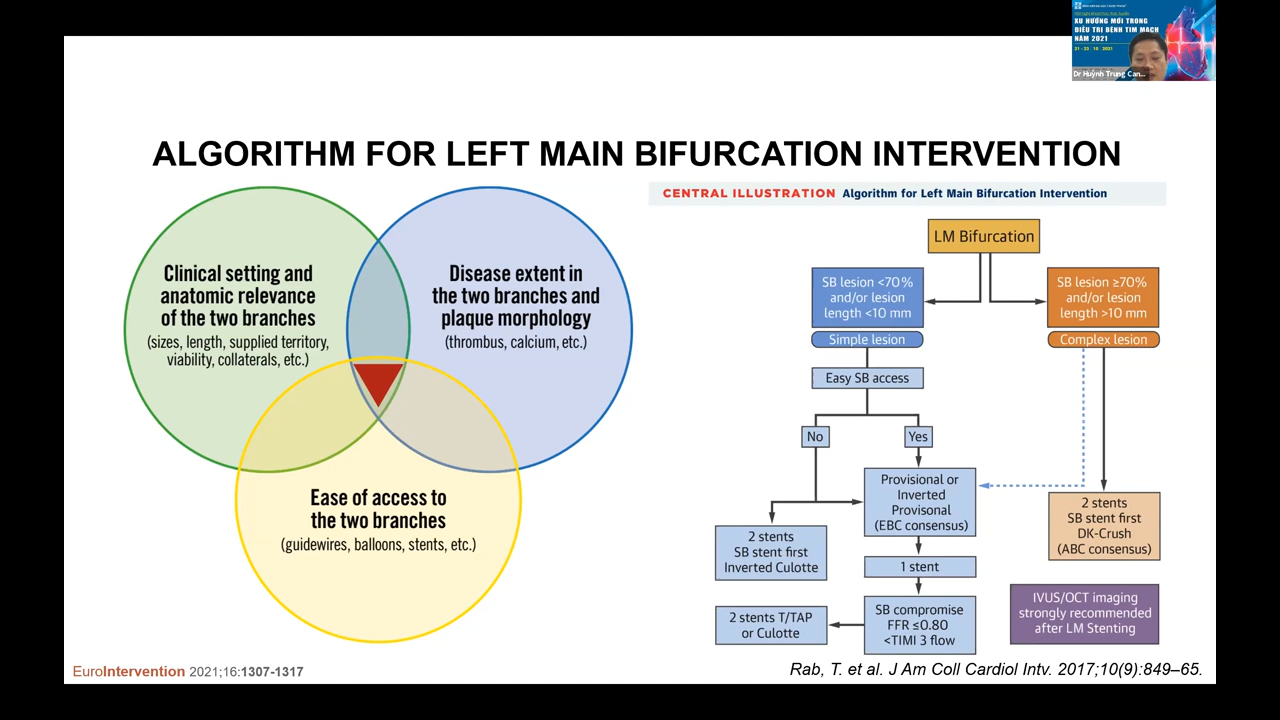 XU HƯỚNG MỚI TRONG
ĐIỀU TRỊ BỆNH TIM MẠCH
NĂM 2021
21 - 23 . 10 . 2021
Dr Huỳnh Trung Can...
ALGORITHM FOR LEFT MAIN BIFURCATION INTERVENTION
Clinical setting and
anatomic relevance
of the two branches
(sizes, length, supplied territory,
viability, collaterals, etc.)
Disease extent in
the two branches and
plaque morphology
(thrombus, calcium, etc.)
Ease of access to
the two branches
(guidewires, balloons, stents, etc.)
EuroIntervention 2021;16:1307-1317
CENTRAL ILLUSTRATION Algorithm for Left Main Bifurcation Intervention
LM Bifurcation
SB lesion <70%
and/or lesion
length <10 mm
Simple lesion
SB lesion ≥70%
and/or lesion
length >10 mm
Complex lesion
Easy SB access
No
Yes
Provisional or
Inverted
Provisonal
(EBC consensus)
2 stents
SB stent first
Inverted Culotte
2 stents
SB stent first
DK-Crush
(ABC consensus)
1 stent
SB compromise
FFR ≤0.80
<TIMI 3 flow
2 stents T/TAP
or Culotte
IVUS/OCT imaging
strongly recommended
after LM Stenting
Rab, T. et al. J Am Coll Cardiol Intv. 2017;10(9):849–65.